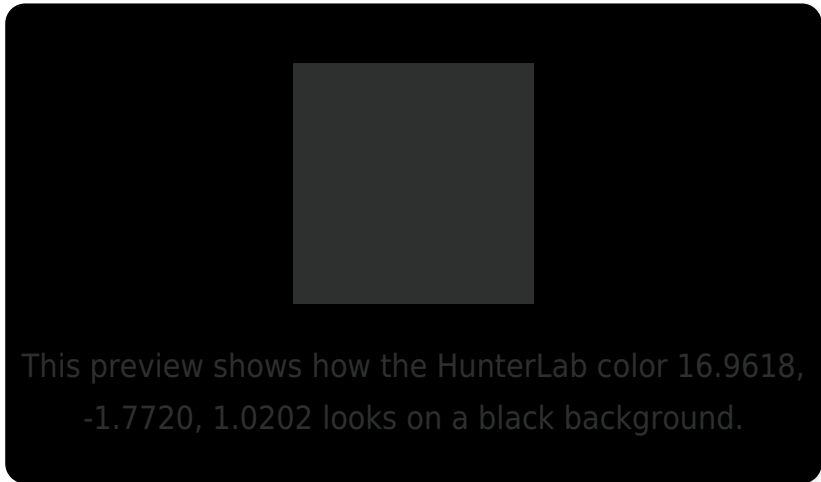 This preview shows how the HunterLab color 16.9618,
-1.7720, 1.0202 looks on a black background.